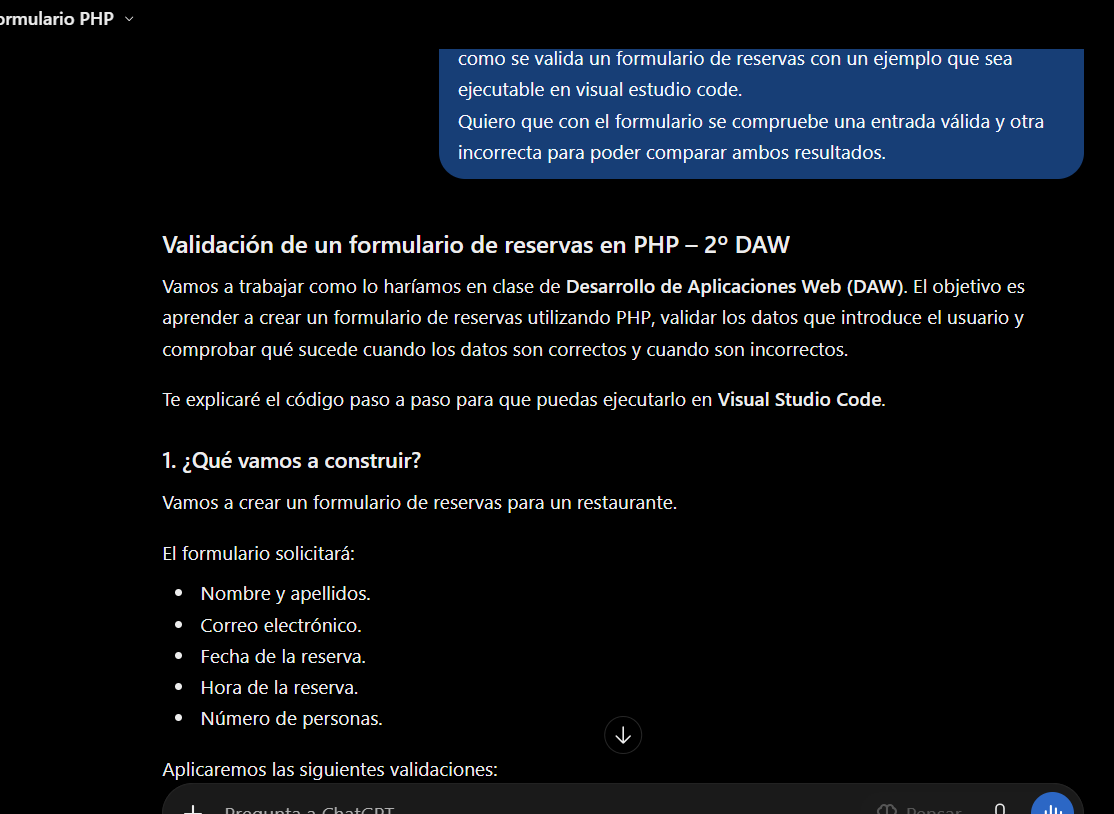 ormulario PHP
como se valida un formulario de reservas con un ejemplo que sea
ejecutable en visual estudio code.
Quiero que con el formulario se compruebe una entrada válida y otra
incorrecta para poder comparar ambos resultados.
Validación de un formulario de reservas en PHP – 2º DAW
Vamos a trabajar como lo haríamos en clase de Desarrollo de Aplicaciones Web (DAW). El objetivo es
aprender a crear un formulario de reservas utilizando PHP, validar los datos que introduce el usuario y
comprobar qué sucede cuando los datos son correctos y cuando son incorrectos.
Te explicaré el código paso a paso para que puedas ejecutarlo en Visual Studio Code.
1. ¿Qué vamos a construir?
Vamos a crear un formulario de reservas para un restaurante.
El formulario solicitará:
• Nombre y apellidos.
• Correo electrónico.
• Fecha de la reserva.
• Hora de la reserva.
• Número de personas.
Aplicaremos las siguientes validaciones:
Pregunta a ChatGPT
Pensar